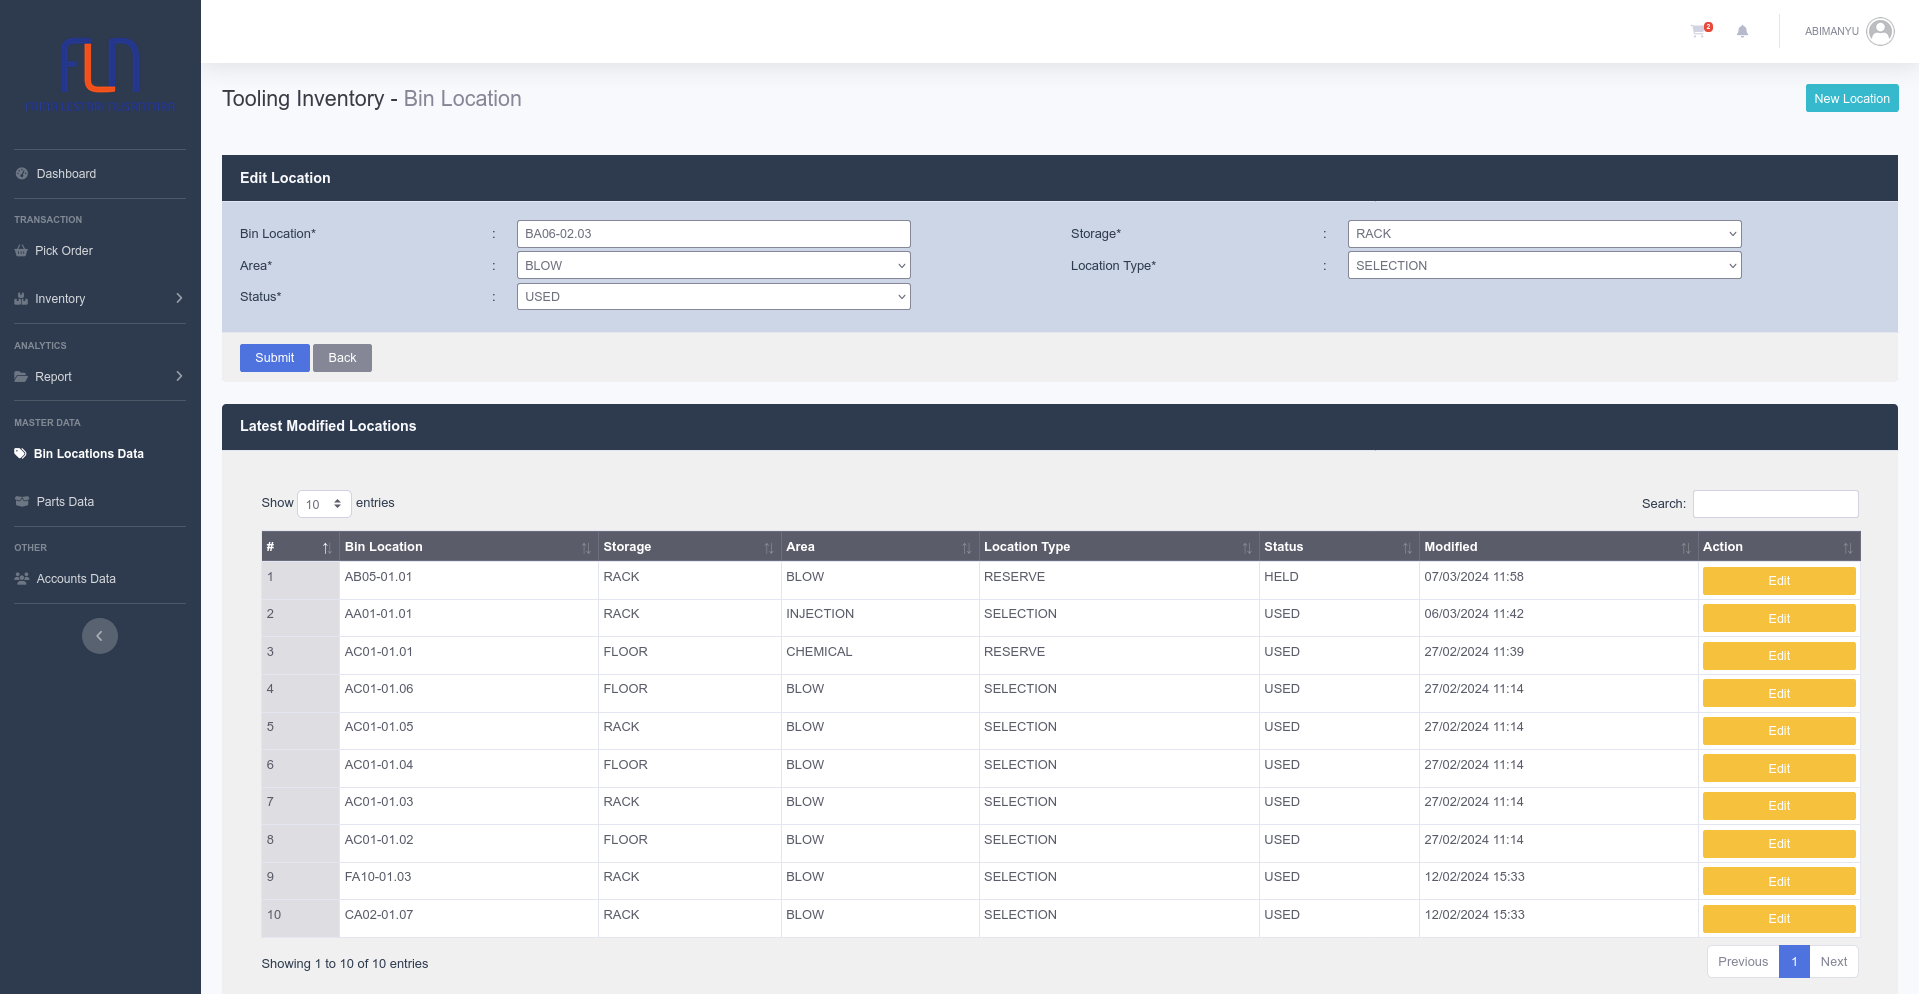 FLN
2
ABIMANYU
Tooling Inventory - Bin Location
New Location
Dashboard
TRANSACTION
Pick Order
Inventory
ANALYTICS
Report
MASTER DATA
Bin Locations Data
Parts Data
OTHER
Accounts Data
Edit Location
Bin Location* : BA06-02.03 Storage* : RACK
Area* : BLOW Location Type* : SELECTION
Status* : USED
Submit Back
Latest Modified Locations
Show 10 entries Search:
# Bin Location Storage Area Location Type Status Modified Action
1 AB05-01.01 RACK BLOW RESERVE HELD 07/03/2024 11:58 Edit
2 AA01-01.01 RACK INJECTION SELECTION USED 06/03/2024 11:42 Edit
3 AC01-01.01 FLOOR CHEMICAL RESERVE USED 27/02/2024 11:39 Edit
4 AC01-01.06 FLOOR BLOW SELECTION USED 27/02/2024 11:14 Edit
5 AC01-01.05 RACK BLOW SELECTION USED 27/02/2024 11:14 Edit
6 AC01-01.04 FLOOR BLOW SELECTION USED 27/02/2024 11:14 Edit
7 AC01-01.03 RACK BLOW SELECTION USED 27/02/2024 11:14 Edit
8 AC01-01.02 FLOOR BLOW SELECTION USED 27/02/2024 11:14 Edit
9 FA10-01.03 RACK BLOW SELECTION USED 12/02/2024 15:33 Edit
10 CA02-01.07 RACK BLOW SELECTION USED 12/02/2024 15:33 Edit
Showing 1 to 10 of 10 entries
Previous 1 Next